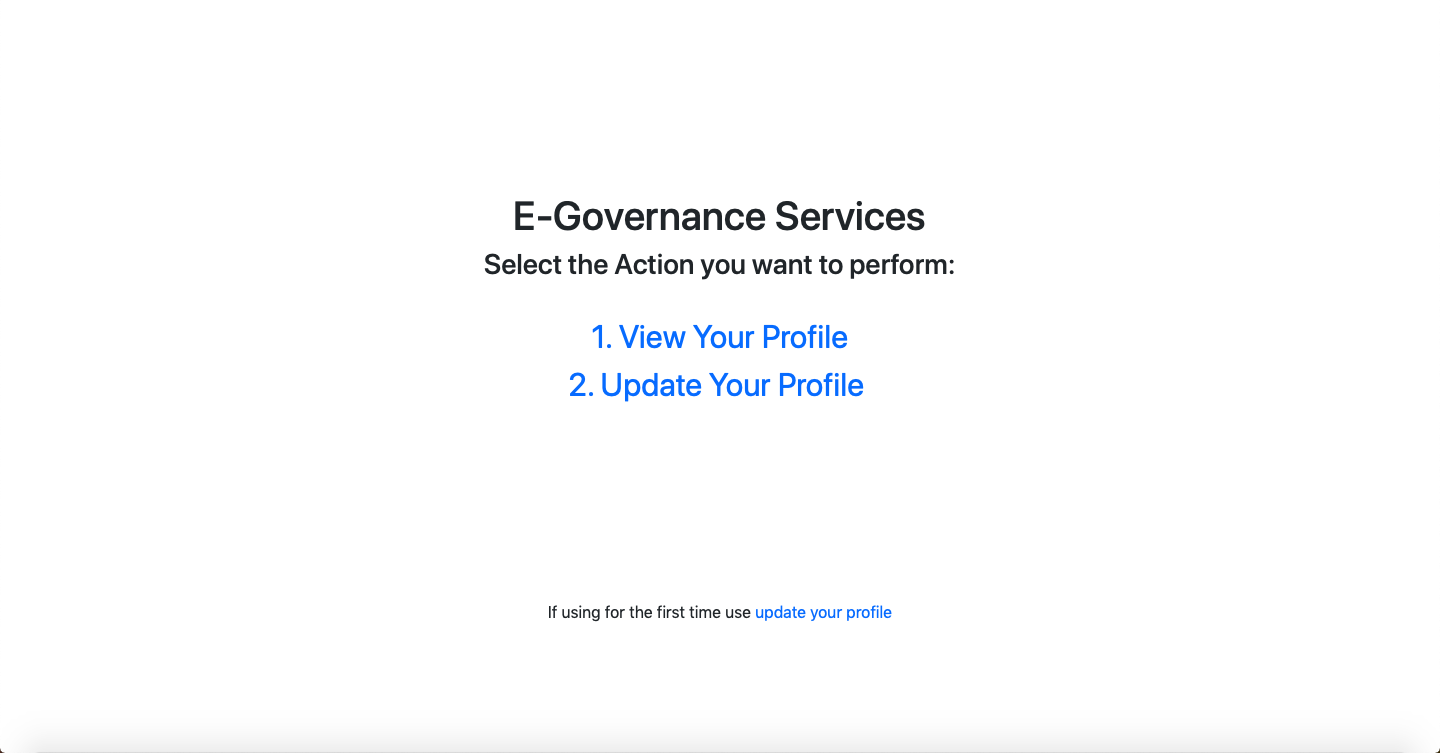 E-Governance Services
Select the Action you want to perform:
1. View Your Profile
2. Update Your Profile
If using for the first time use update your profile